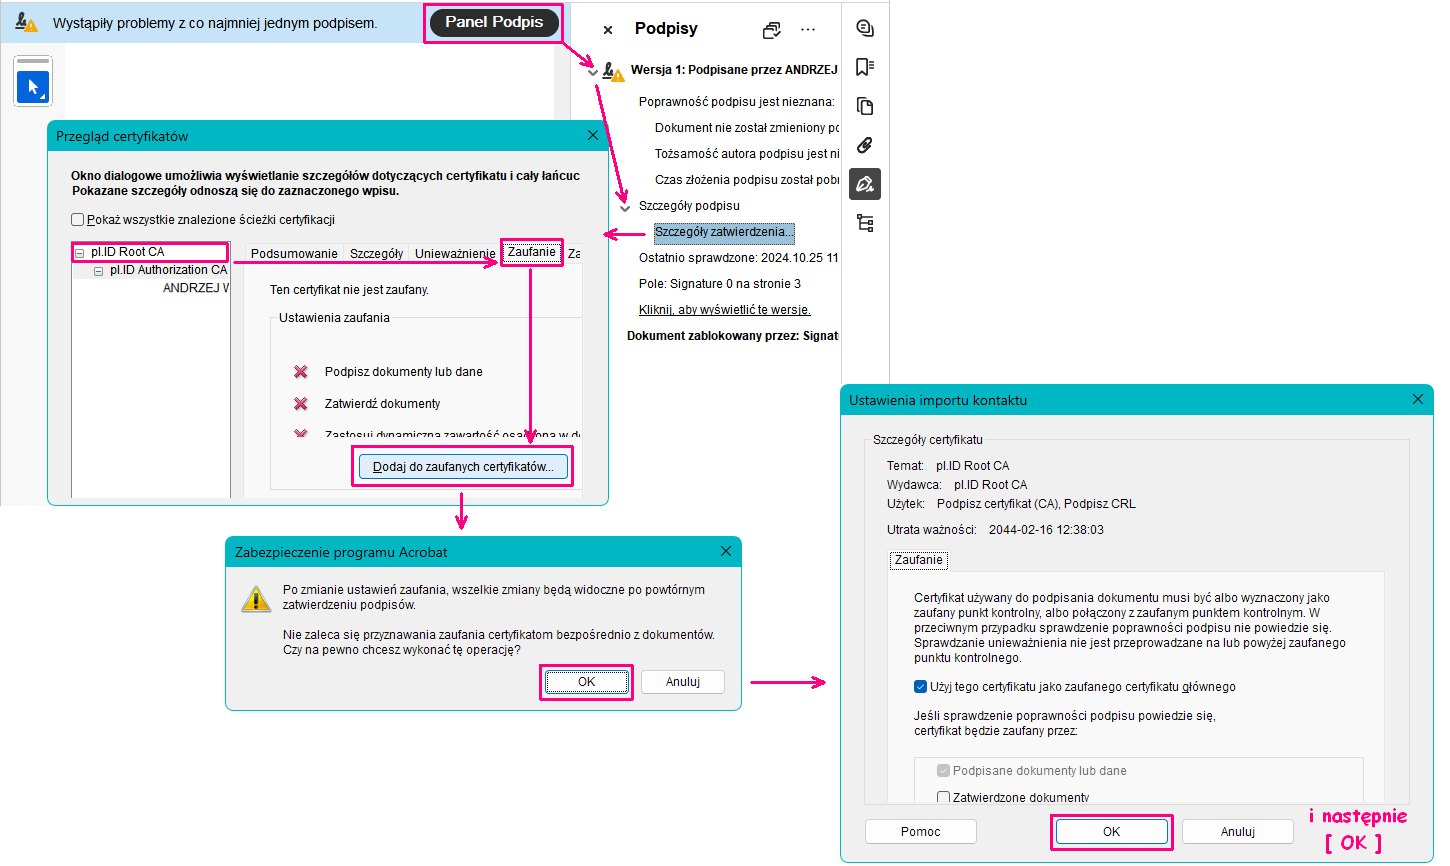 Wystąpiły problemy z co najmniej jednym podpisem.
Panel Podpis
Podpisy
Wersja 1: Podpisane przez ANDRZEJ
Poprawność podpisu jest nieznana:
Dokument nie został zmieniony po
Tożsamość autora podpisu jest ni
Czas złożenia podpisu został pobr
Szczegóły podpisu
Szczegóły zatwierdzenia...
Ostatnio sprawdzone: 2024.10.25 11
Pole: Signature 0 na stronie 3
Kliknij, aby wyświetlić tę wersję.
Dokument zablokowany przez: Signat
Przegląd certyfikatów
Okno dialogowe umożliwia wyświetlanie szczegółów dotyczących certyfikatu i cały łańcuc
Pokazane szczegóły odnoszą się do zaznaczonego wpisu.
Pokaż wszystkie znalezione ścieżki certyfikacji
pl.ID Root CA
pl.ID Authorization CA
ANDRZEJ W
Podsumowanie Szczegóły Unieważnienie Zaufanie Za
Ten certyfikat nie jest zaufany.
Ustawienia zaufania
Podpisz dokumenty lub dane
Zatwierdź dokumenty
Zastosuj dynamiczną zawartość osadzoną w do
Dodaj do zaufanych certyfikatów...
Zabezpieczenie programu Acrobat
Po zmianie ustawień zaufania, wszelkie zmiany będą widoczne po powtórnym
zatwierdzeniu podpisów.
Nie zaleca się przyznawania zaufania certyfikatom bezpośrednio z dokumentów.
Czy na pewno chcesz wykonać tę operację?
OK Anuluj
Ustawienia importu kontaktu
Szczegóły certyfikatu
Temat: pl.ID Root CA
Wydawca: pl.ID Root CA
Użytek: Podpisz certyfikat (CA), Podpisz CRL
Utrata ważności: 2044-02-16 12:38:03
Zaufanie
Certyfikat używany do podpisania dokumentu musi być albo wyznaczony jako
zaufany punkt kontrolny, albo połączony z zaufanym punktem kontrolnym. W
przeciwnym przypadku sprawdzenie poprawności podpisu nie powiedzie się.
Sprawdzanie unieważnienia nie jest przeprowadzane na lub powyżej zaufanego
punktu kontrolnego.
Użyj tego certyfikatu jako zaufanego certyfikatu głównego
Jeśli sprawdzenie poprawności podpisu powiedzie się,
certyfikat będzie zaufany przez:
Podpisane dokumenty lub dane
Zatwierdzone dokumenty
Pomoc OK Anuluj
i następnie
[ OK ]